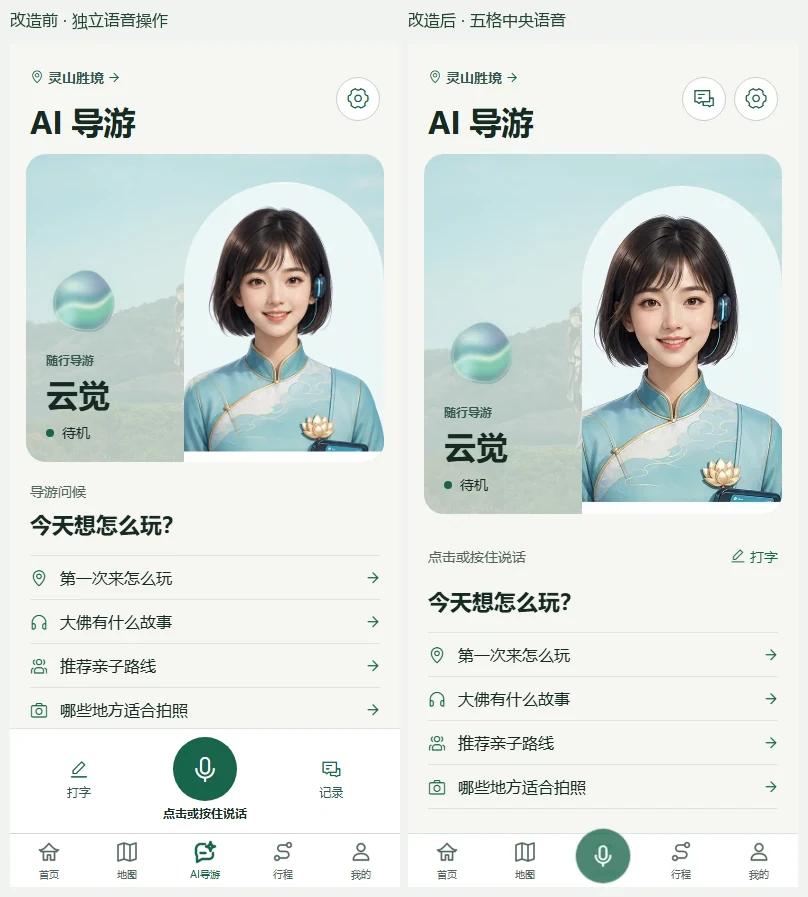 改造前 · 独立语音操作
灵山胜境
AI 导游
随行导游
云觉
待机
导游问候
今天想怎么玩?
第一次来怎么玩
大佛有什么故事
推荐亲子路线
哪些地方适合拍照
打字
点击或按住说话
记录
首页
地图
AI导游
行程
我的
改造后 · 五格中央语音
灵山胜境
AI 导游
随行导游
云觉
待机
点击或按住说话
打字
今天想怎么玩?
第一次来怎么玩
大佛有什么故事
推荐亲子路线
哪些地方适合拍照
首页
地图
行程
我的